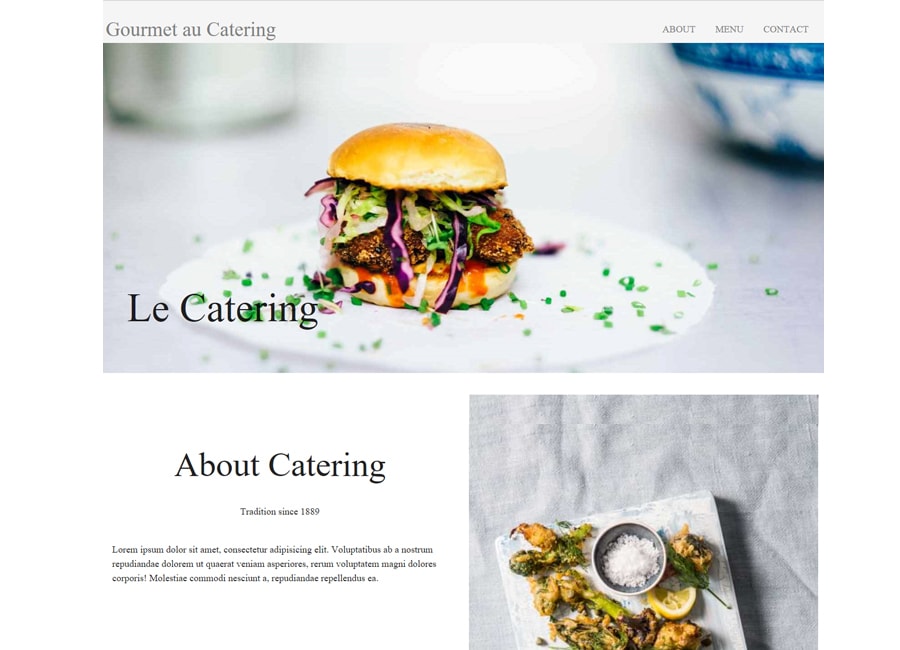 Gourmet au Catering
ABOUT MENU CONTACT
Le Catering
About Catering
Tradition since 1889
Lorem ipsum dolor sit amet, consectetur adipisicing elit. Voluptatibus ab a nostrum
repudiandae dolorem ut quaerat veniam asperiores, rerum voluptatem magni dolores
corporis! Molestiae commodi nesciunt a, repudiandae repellendus ea.